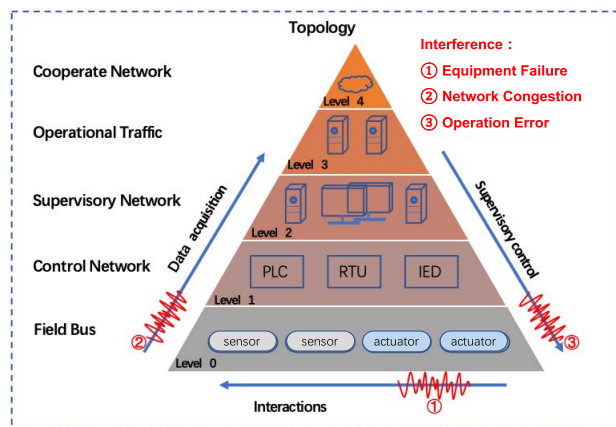 Topology
Interference :
① Equipment Failure
② Network Congestion
③ Operation Error
Cooperate Network
Level 4
Operational Traffic
Level 3
Supervisory Network
Level 2
Control Network
PLC RTU IED
Level 1
Field Bus
sensor sensor actuator actuator
Level 0
Data acquisition
②
Supervisory control
③
Interactions
①